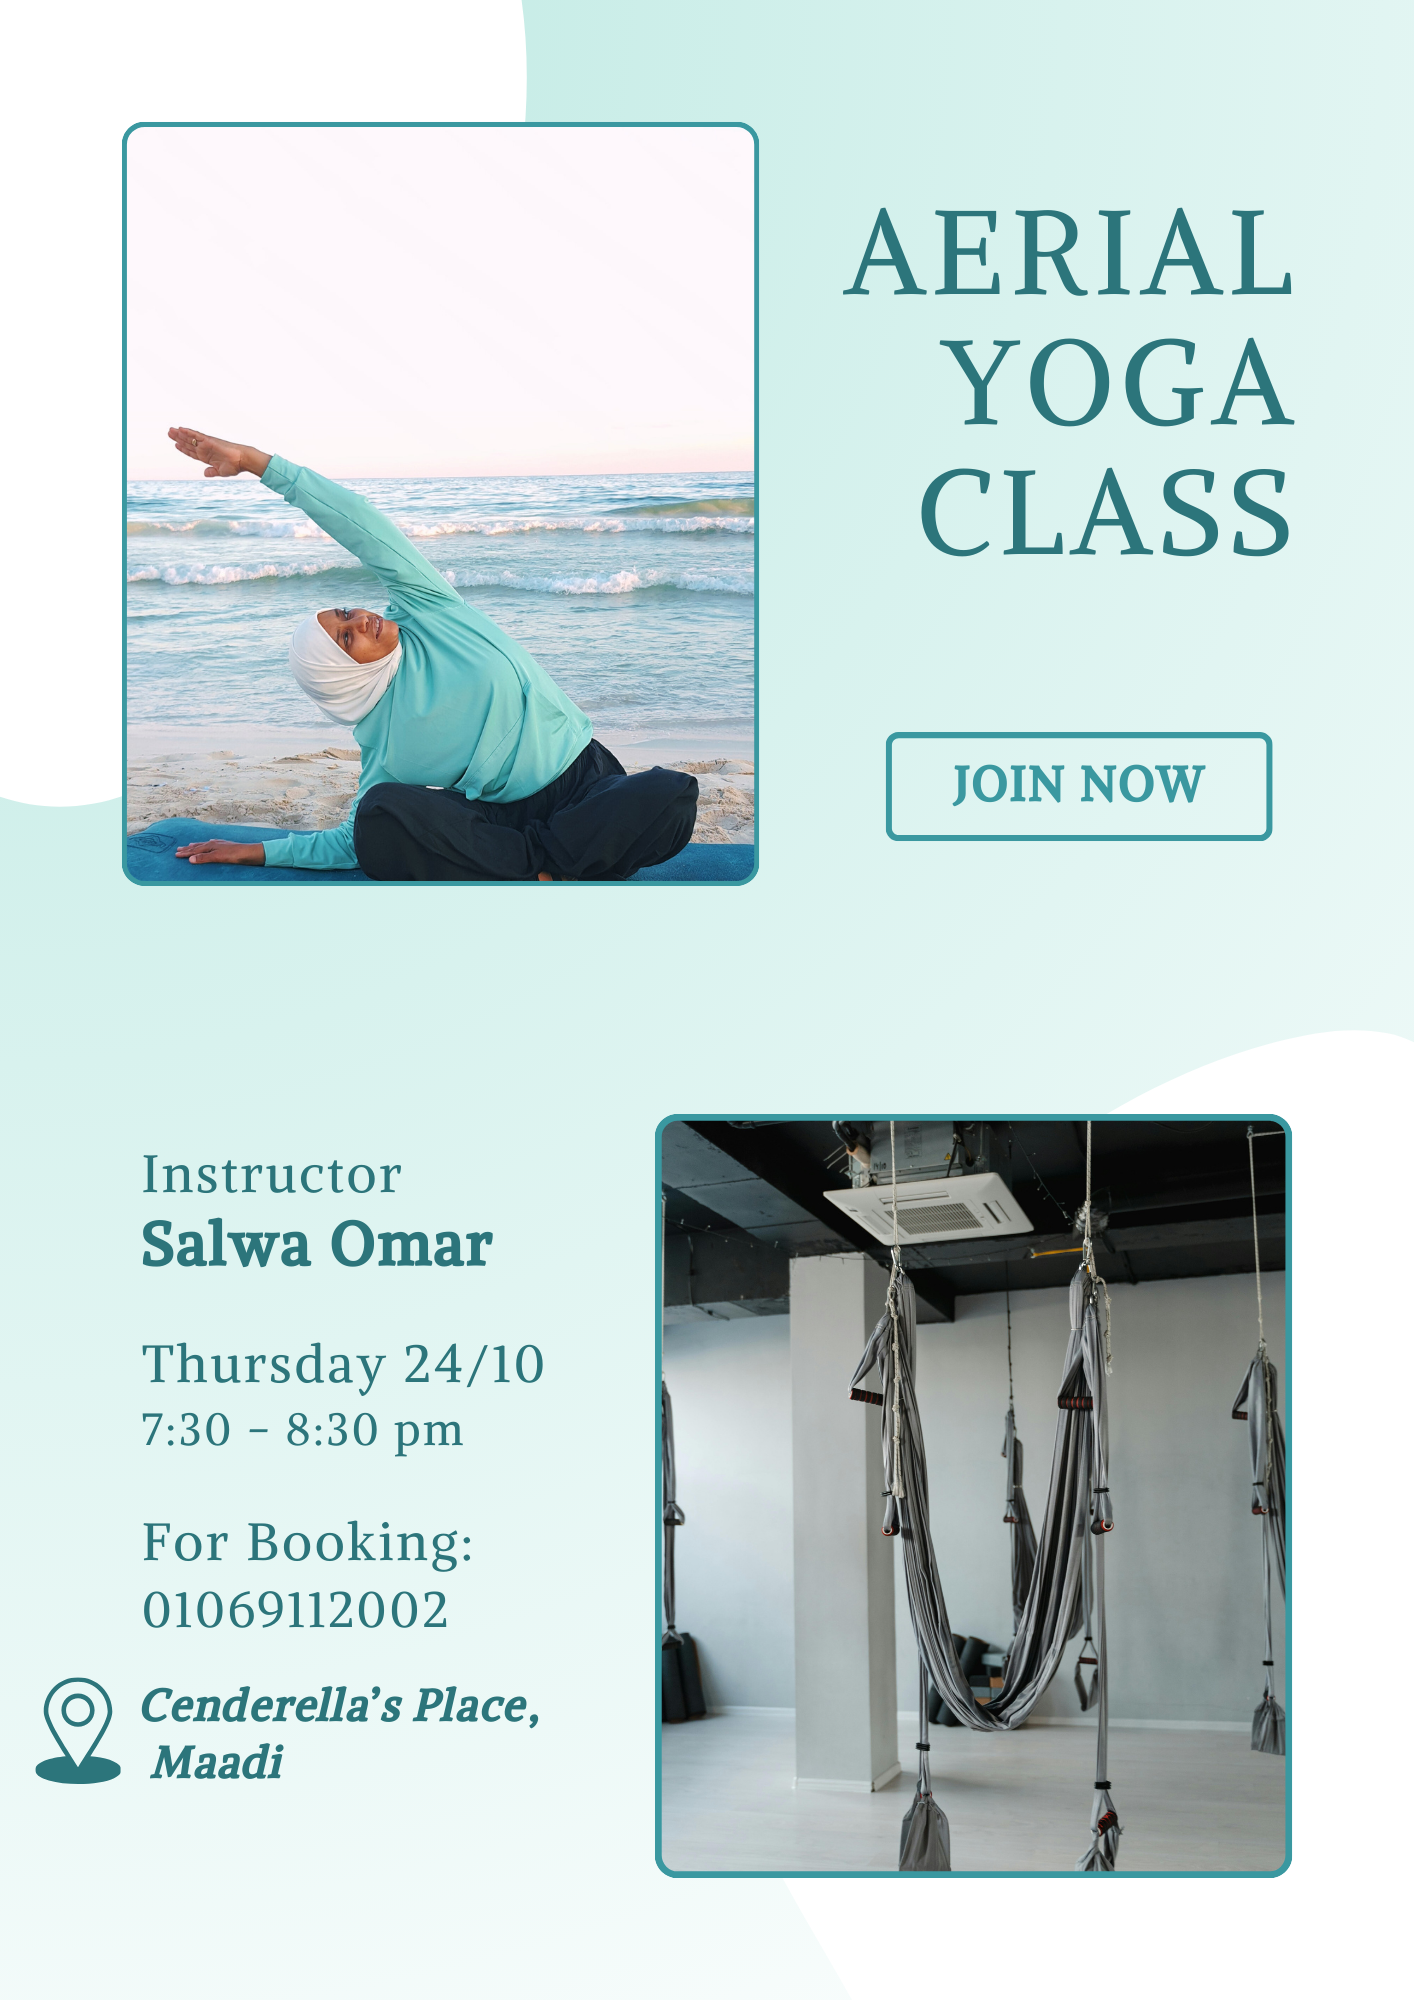 AERIAL
YOGA
CLASS
JOIN NOW
Instructor
Salwa Omar
Thursday 24/10
7:30 - 8:30 pm
For Booking:
01069112002
Cenderella's Place,
Maadi